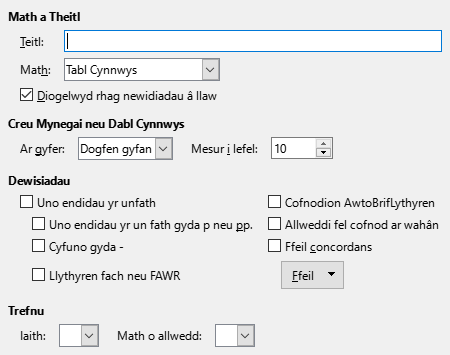 Math a Theitl
Teitl:
Math: Tabl Cynnwys
Diogelwyd rhag newidiadau â llaw
Creu Mynegai neu Dabl Cynnwys
Ar gyfer: Dogfen gyfan Mesur i lefel: 10
Dewisiadau
Uno endidau yr unfath Cofnodion AwtoBrifLythyren
Uno endidau yr un fath gyda p neu pp. Allweddi fel cofnod ar wahân
Cyfuno gyda - Ffeil concordans
Llythyren fach neu FAWR Ffeil
Trefnu
Iaith: Math o allwedd: